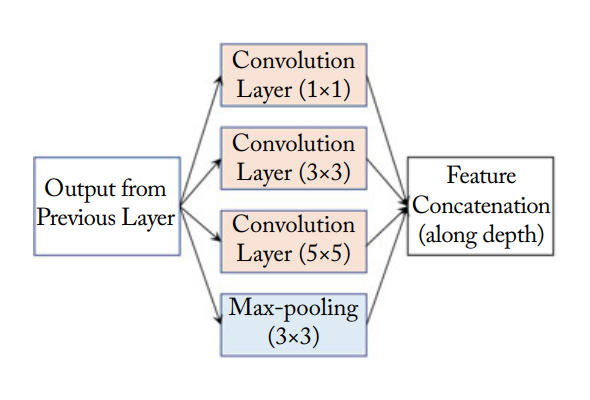 Convolution
Layer (1×1)
Convolution
Layer (3×3)
Output from
Previous Layer
Feature
Concatenation
(along depth)
Convolution
Layer (5×5)
Max-pooling
(3×3)